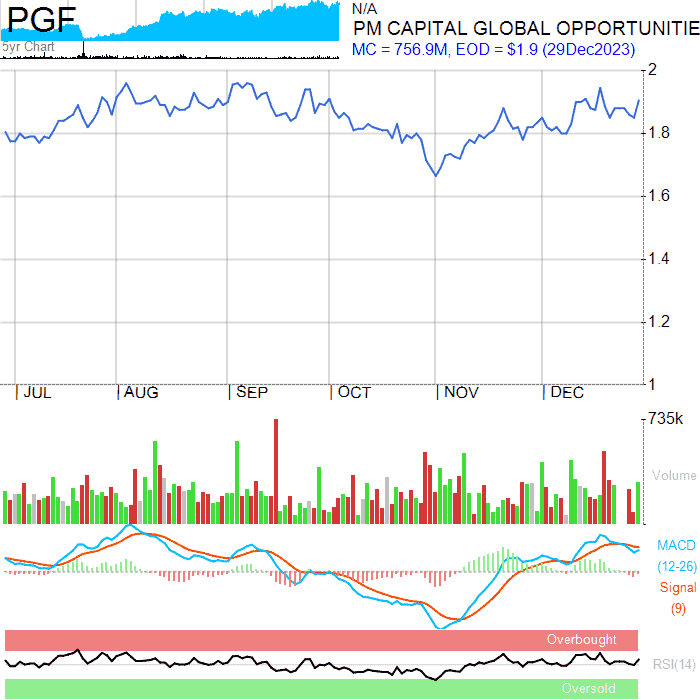 PGF
5yr Chart
N/A
PM CAPITAL GLOBAL OPPORTUNITIE
MC = 756.9M, EOD = $1.9 (29Dec2023)
2
1.8
1.6
1.4
1.2
1
JUL AUG SEP OCT NOV DEC
735k
Volume
MACD
(12-26)
Signal
(9)
Overbought
RSI(14)
Oversold